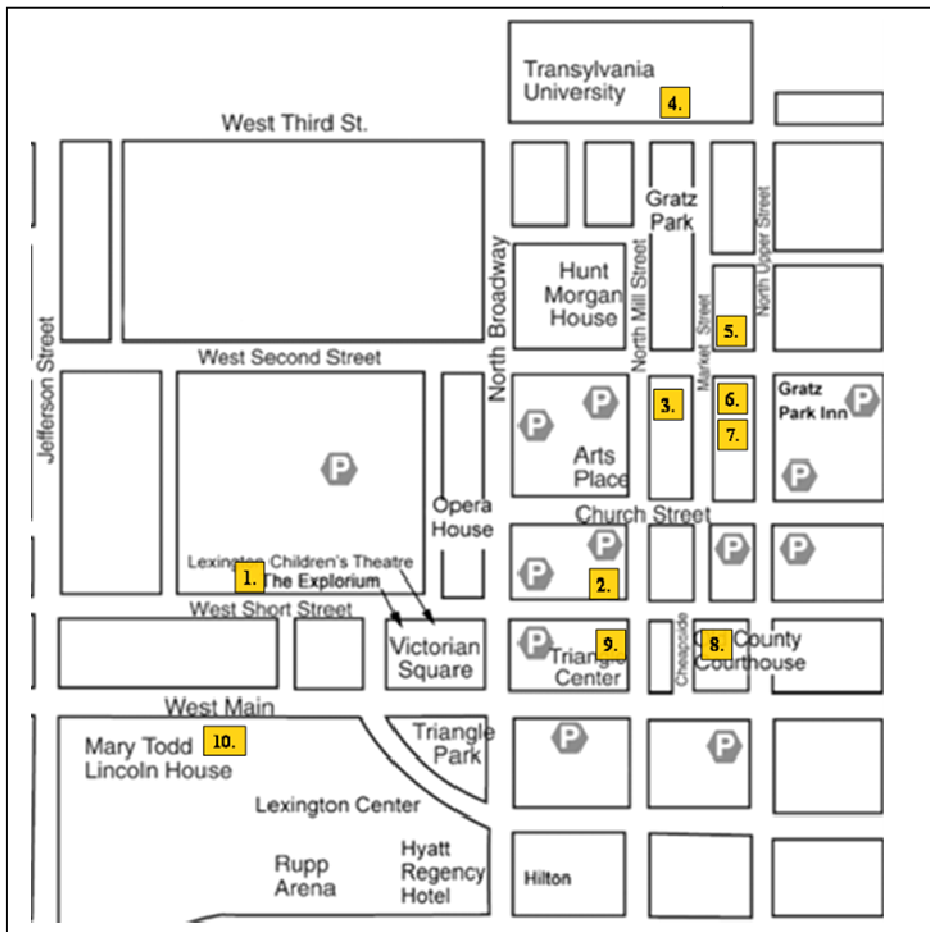 Transylvania
University
4.
West Third St.
Gratz
Park
North Upper Street
North Broadway
Hunt
Morgan
House
North Mill Street
Market Street
5.
Jefferson Street
West Second Street
3.
6.
7.
Gratz
Park Inn
P
P
P
P
P
Arts
Place
Opera
House
Church Street
P
P
P
P
Lexington Children's Theatre
1.
The Explorium
2.
West Short Street
Victorian
Square
P
9.
Triangle
Center
Cheapside
8.
County
Courthouse
West Main
Mary Todd
Lincoln House
10.
Triangle
Park
P
P
Lexington Center
Rupp
Arena
Hyatt
Regency
Hotel
Hilton